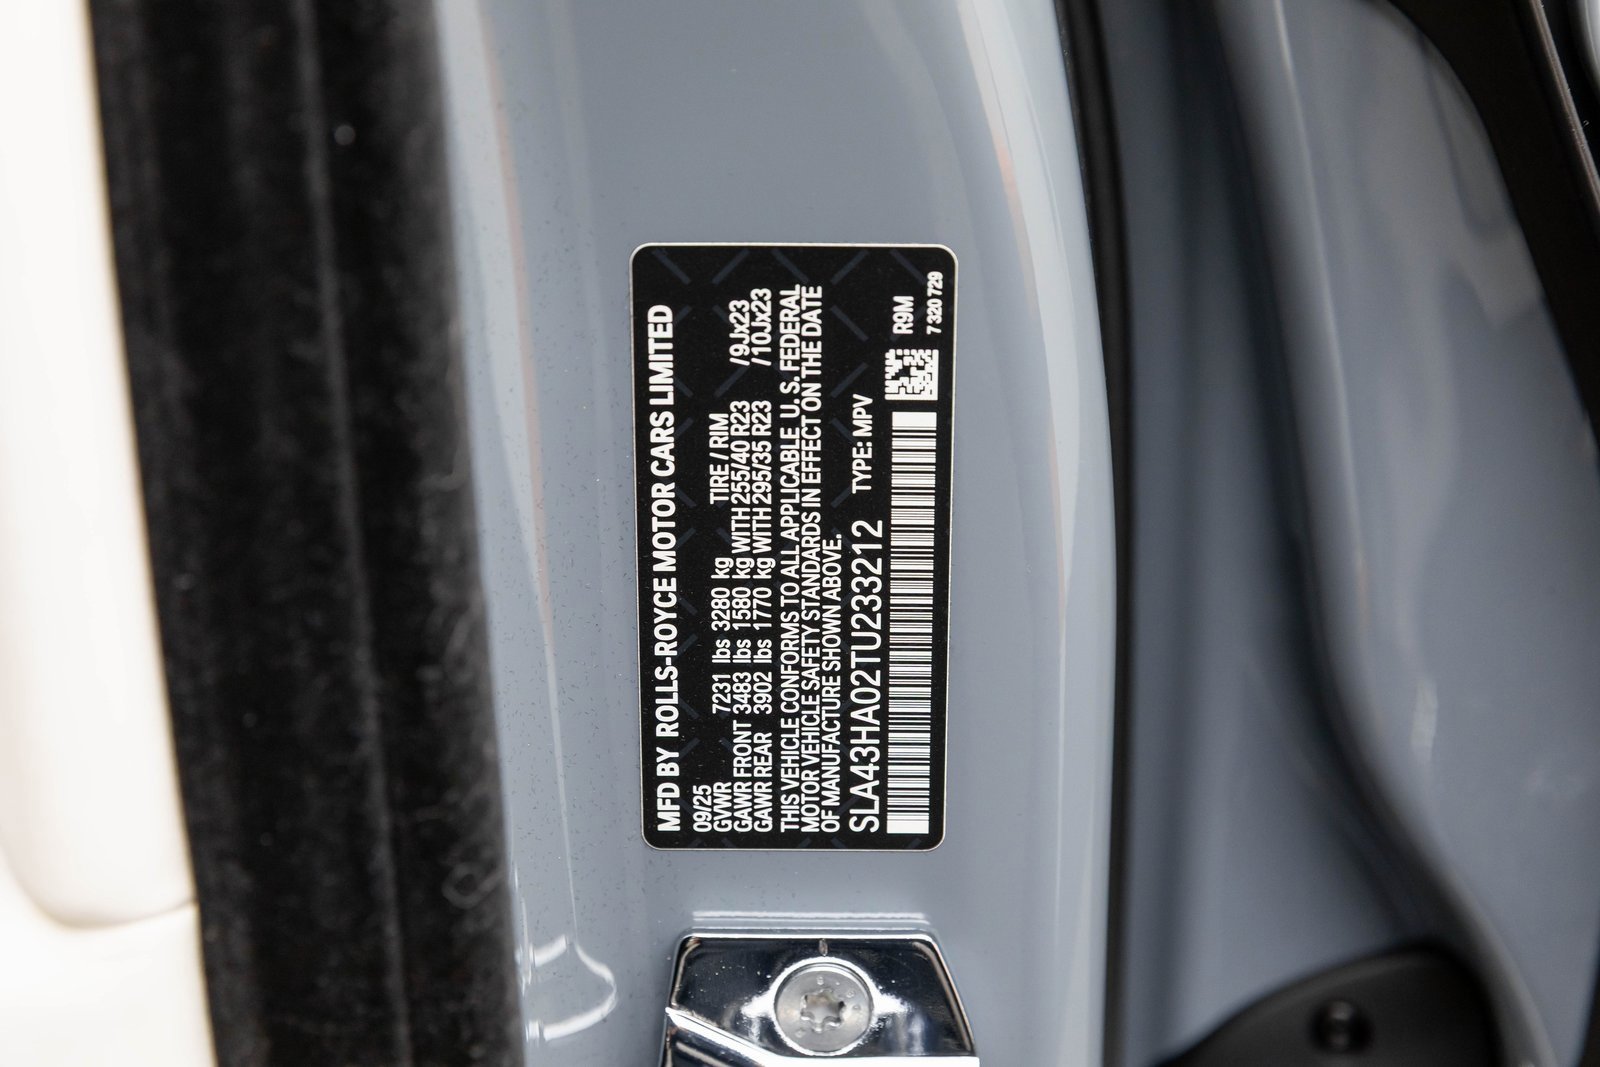 MFD BY ROLLS-ROYCE MOTOR CARS LIMITED
09/25
GVWR 7231 lbs 3280 kg TIRE / RIM
GAWR FRONT 3483 lbs 1580 kg WITH 255/40 R23 /9Jx23
GAWR REAR 3902 lbs 1770 kg WITH 295/35 R23 /10Jx23
THIS VEHICLE CONFORMS TO ALL APPLICABLE U.S. FEDERAL
MOTOR VEHICLE SAFETY STANDARDS IN EFFECT ON THE DATE
OF MANUFACTURE SHOWN ABOVE.
SLA43HA02TU233212 TYPE: MPV
R9M
7 320 729